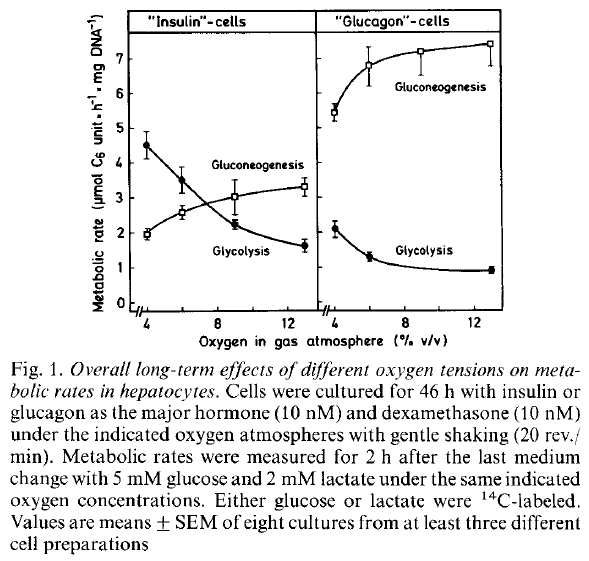 "Insulin"-cells
"Glucagon"-cells
Metabolic rate (μmol C6 unit · h⁻¹ · mg DNA⁻¹)
7
6
5
4
3
2
1
0
Gluconeogenesis
Glycolysis
Gluconeogenesis
Glycolysis
4 8 12 4 8 12
Oxygen in gas atmosphere (% v/v)
Fig. 1. Overall long-term effects of different oxygen tensions on meta-
bolic rates in hepatocytes. Cells were cultured for 46 h with insulin or
glucagon as the major hormone (10 nM) and dexamethasone (10 nM)
under the indicated oxygen atmospheres with gentle shaking (20 rev./
min). Metabolic rates were measured for 2 h after the last medium
change with 5 mM glucose and 2 mM lactate under the same indicated
oxygen concentrations. Either glucose or lactate were ¹⁴C-labeled.
Values are means ± SEM of eight cultures from at least three different
cell preparations